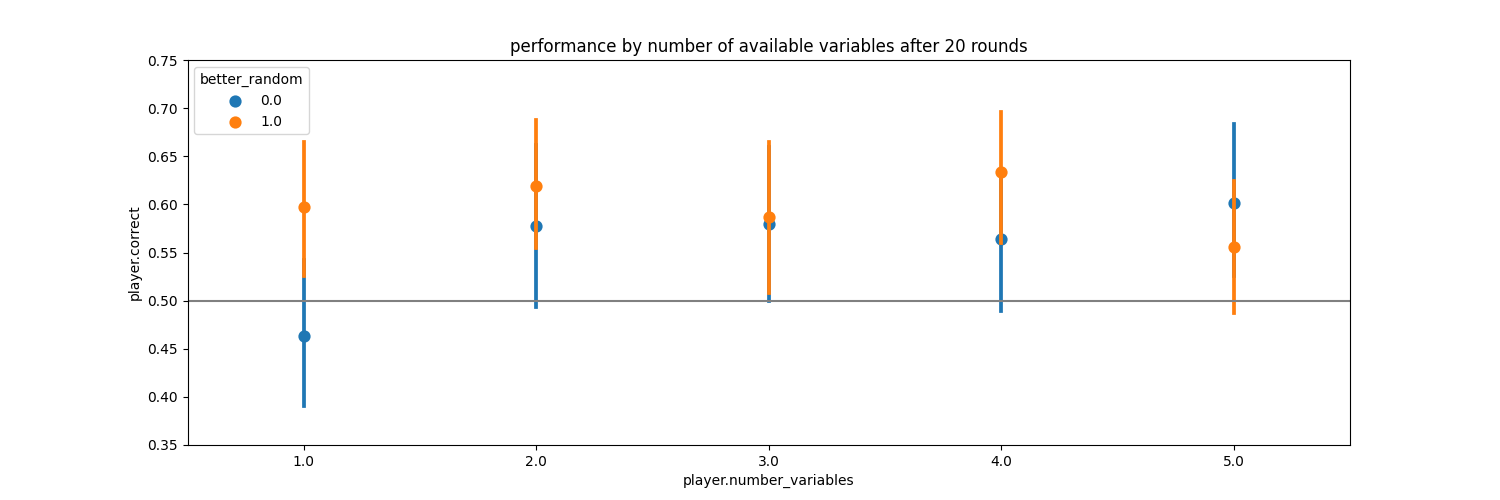 performance by number of available variables after 20 rounds
better_random
0.0
1.0
player.correct
0.75
0.70
0.65
0.60
0.55
0.50
0.45
0.40
0.35
1.0 2.0 3.0 4.0 5.0
player.number_variables